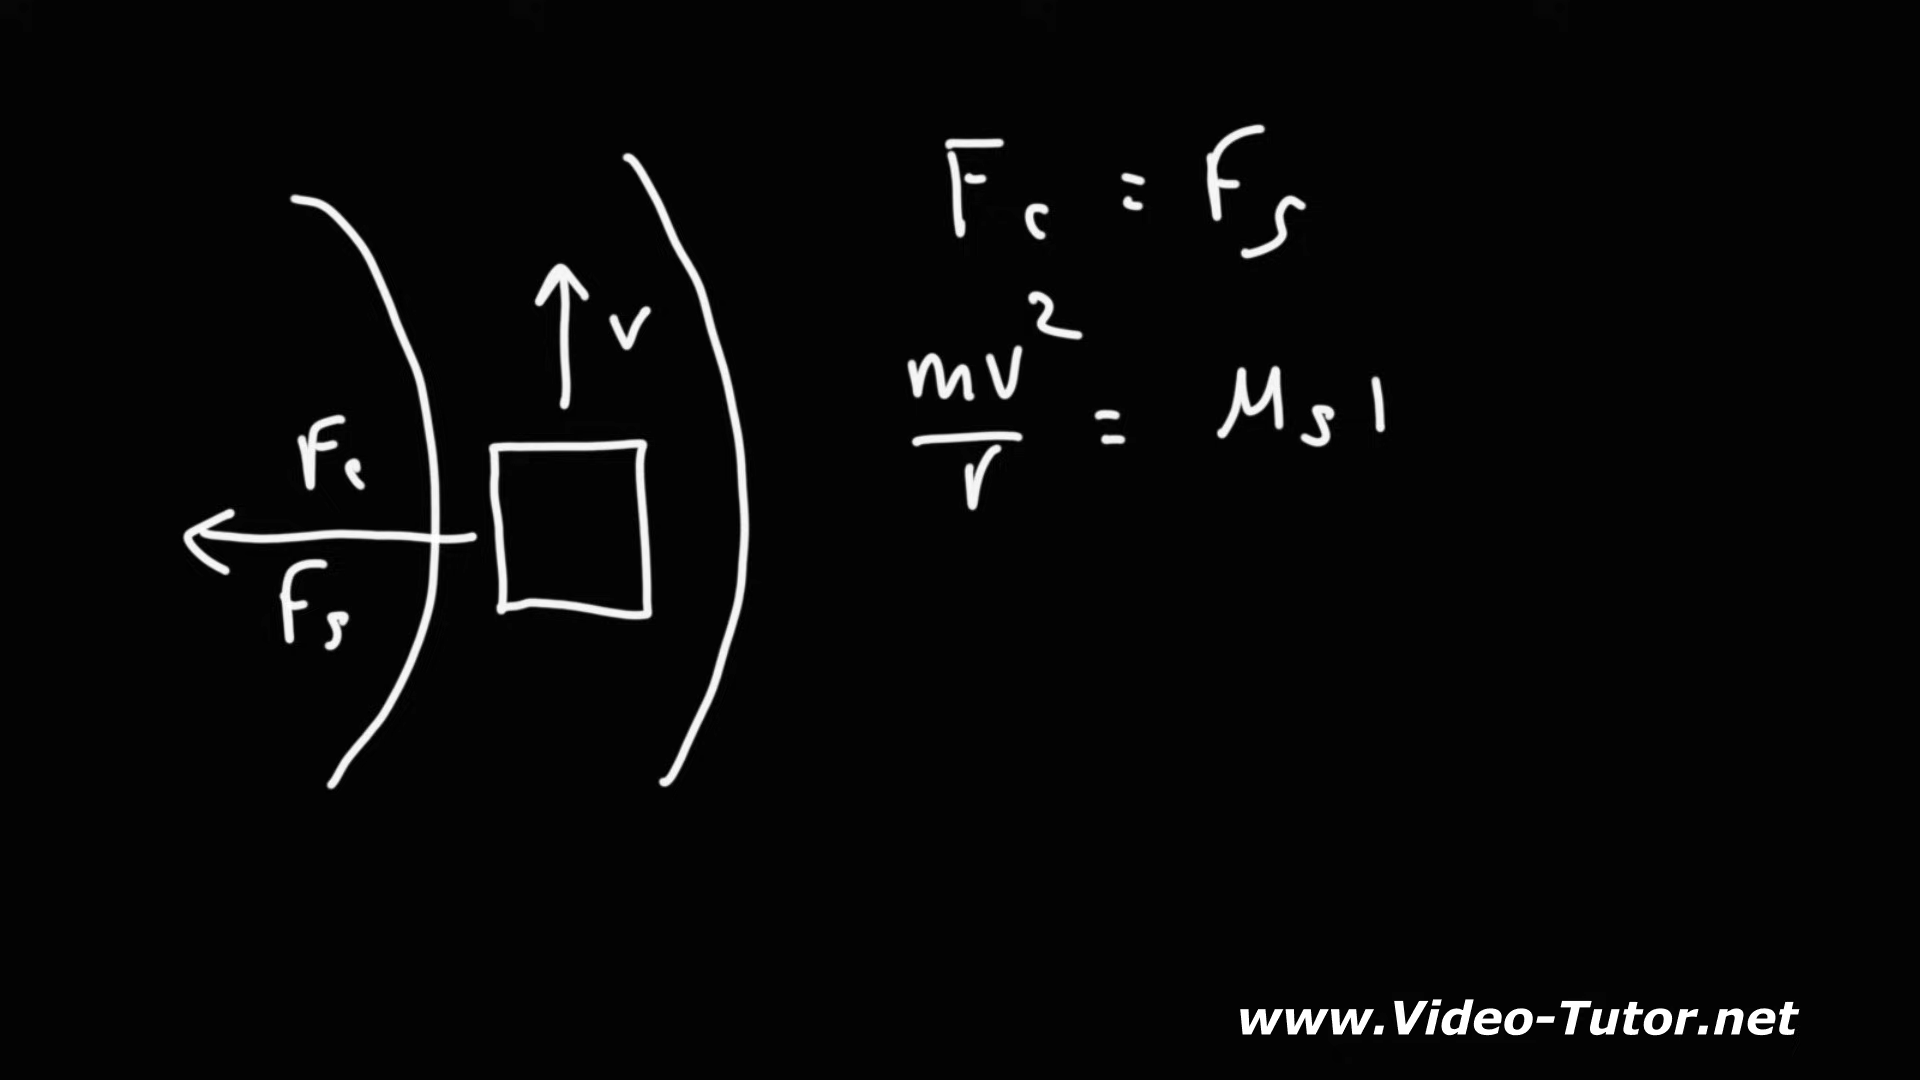 Fc = Fs
v
mv² / r = μs l
Fc
Fs
www.Video-Tutor.net